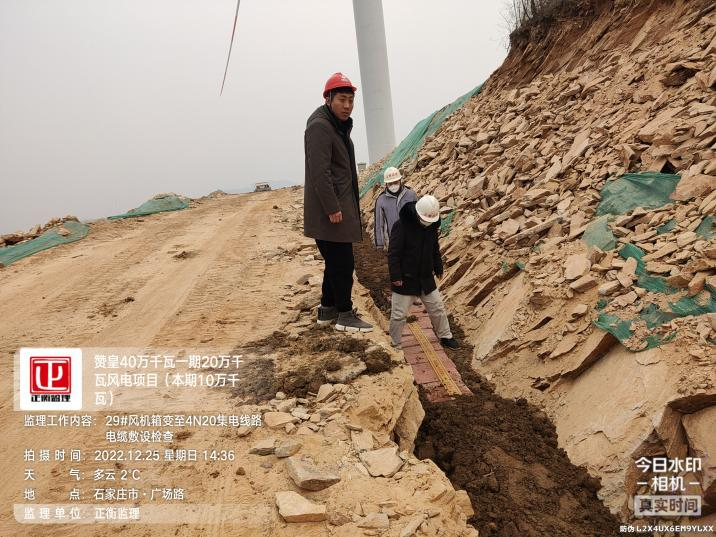 正衡监理
赞皇40万千瓦一期20万千
瓦风电项目（本期10万千
瓦）
监理工作内容：29#风机箱变至4N20集电线路
电缆敷设检查
拍摄时间：2022.12.25 星期日 14:36
天气：多云 2℃
地点：石家庄市·广场路
监理单位：正衡监理
今日水印
相机
真实时间
防伪 L2X4UX6EM9YLXX